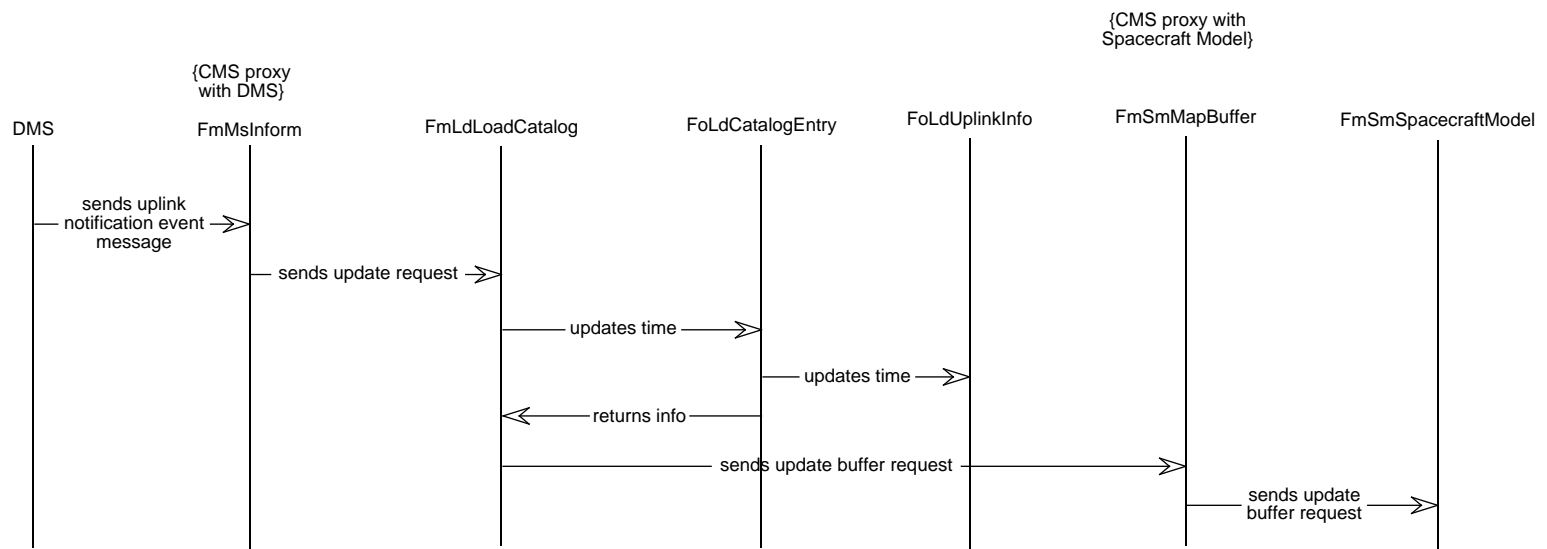 {CMS proxy with
Spacecraft Model}
{CMS proxy
with DMS}
DMS
FmMsInform
FmLdLoadCatalog
FoLdCatalogEntry
FoLdUplinkInfo
FmSmMapBuffer
FmSmSpacecraftModel
sends uplink
notification event
message
sends update request
updates time
updates time
returns info
sends update buffer request
sends update
buffer request